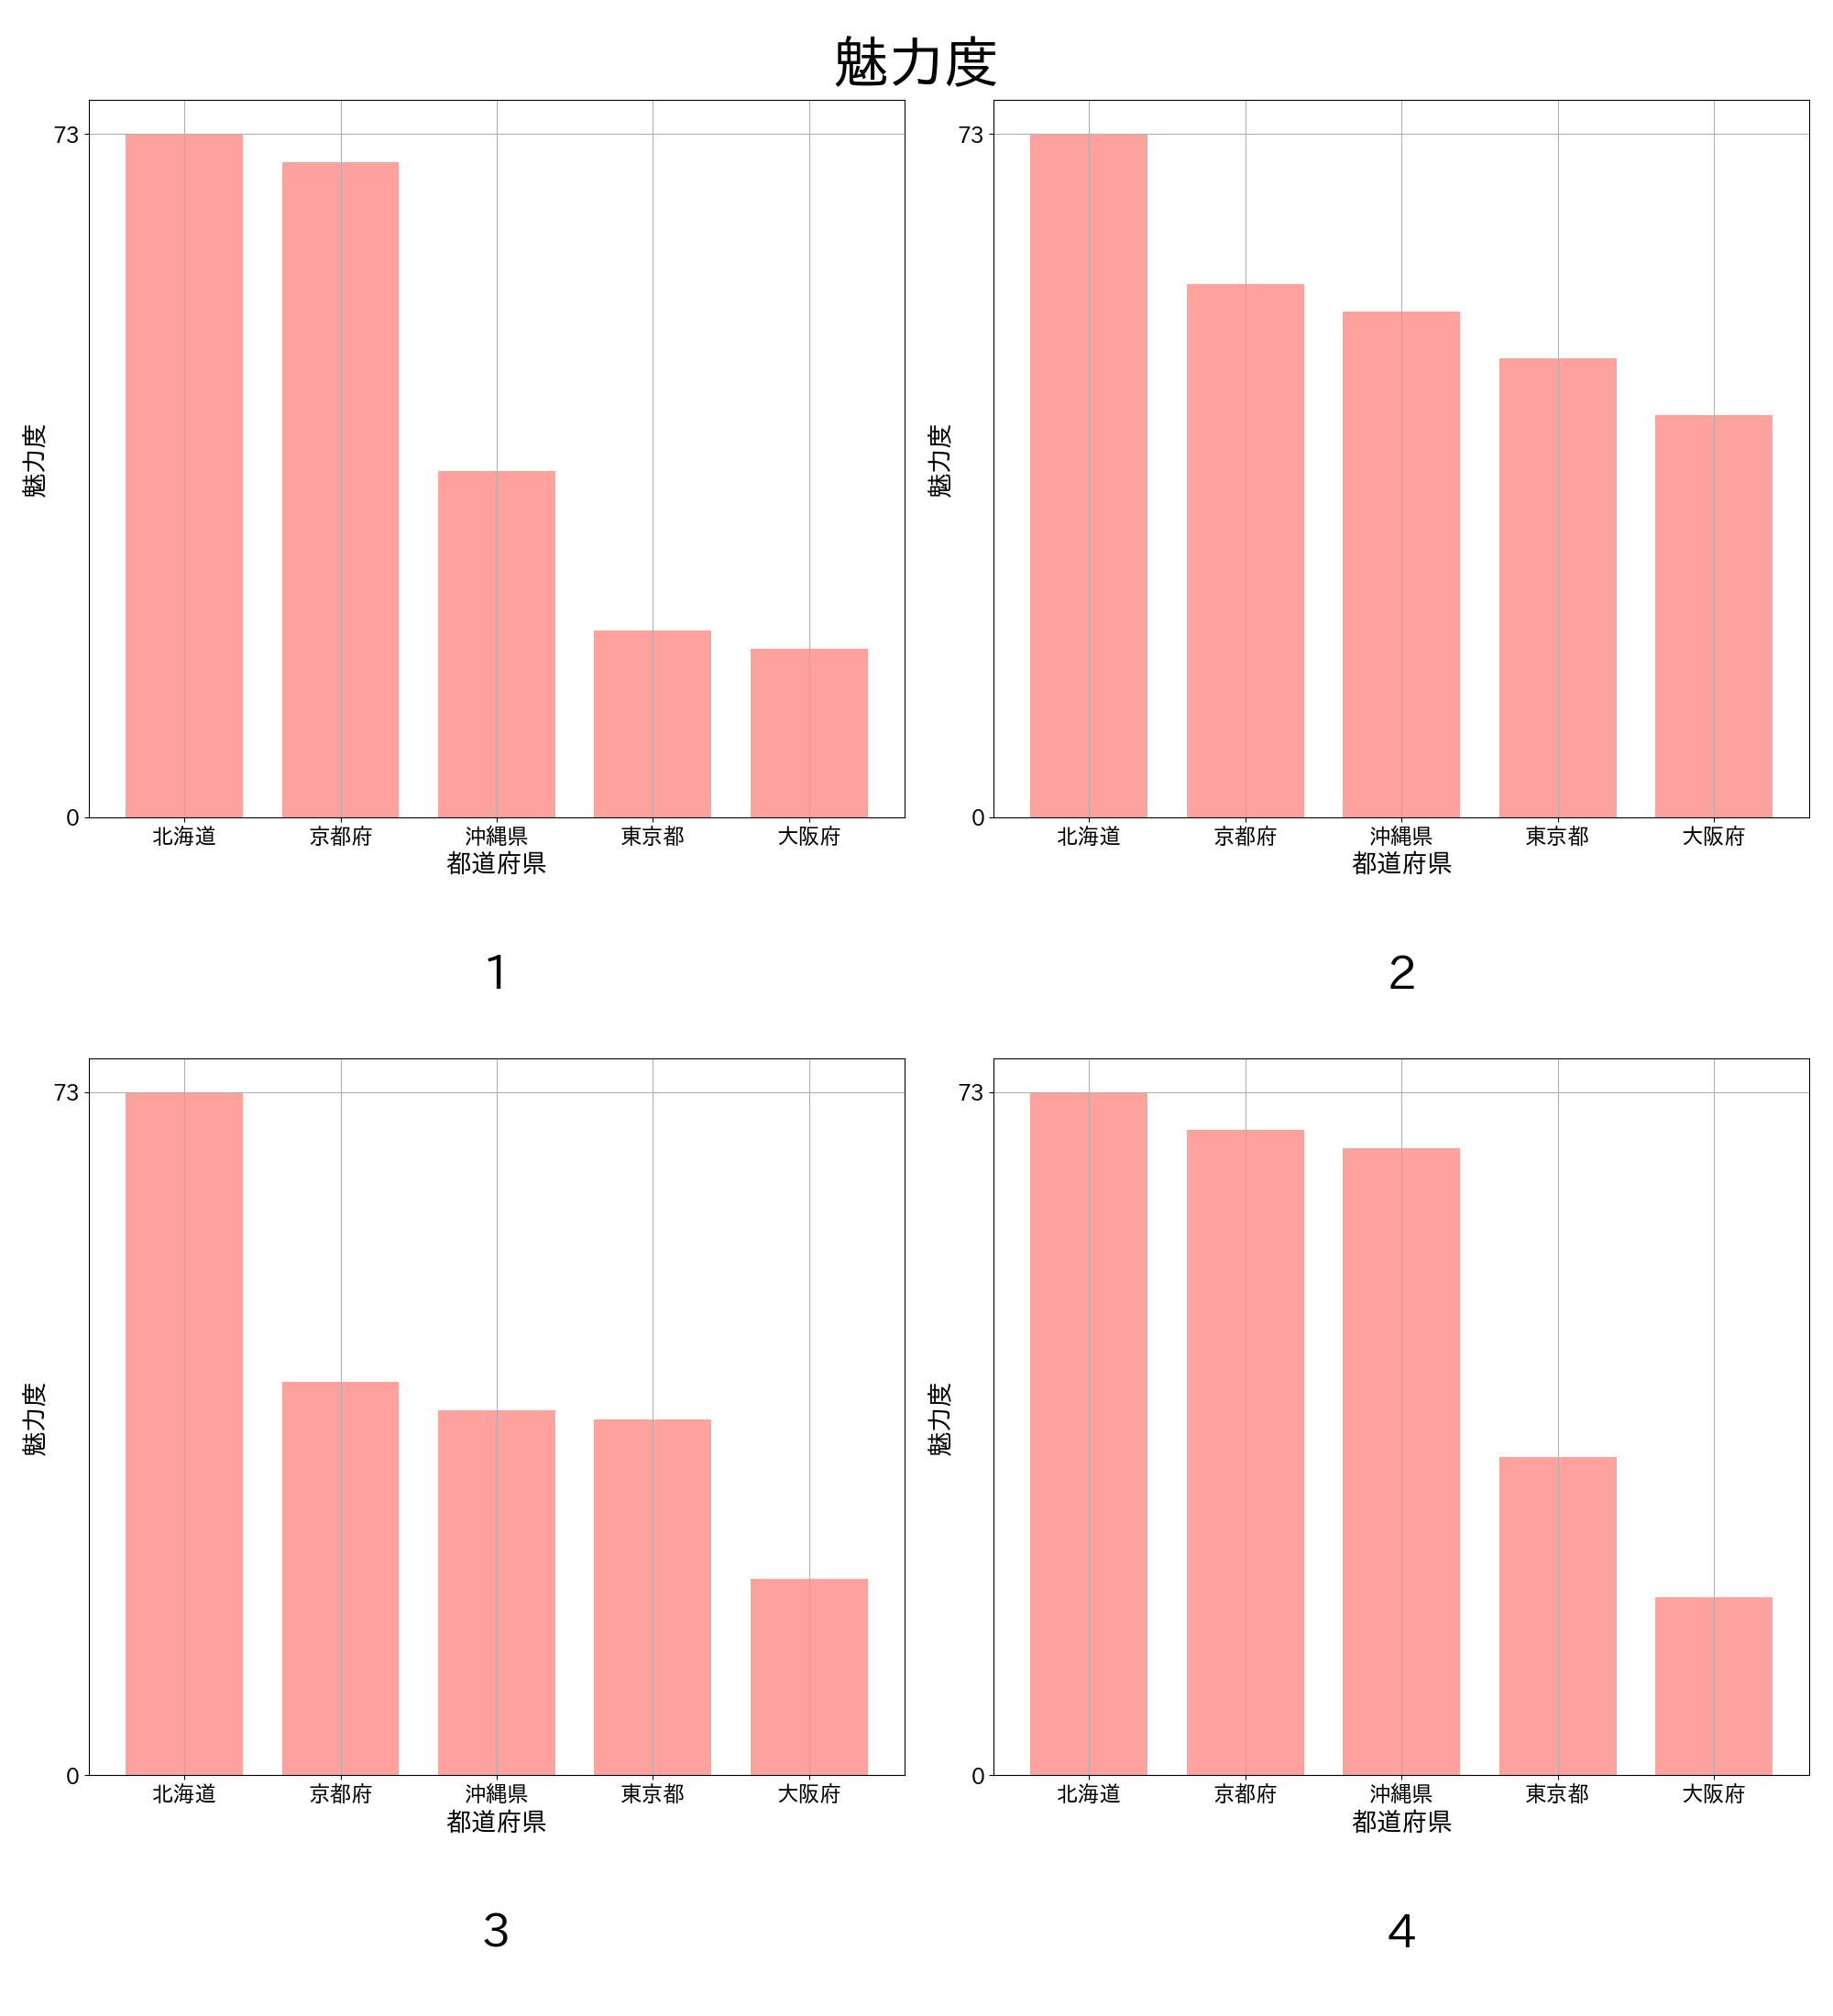 魅力度
73
0
魅力度
北海道 京都府 沖縄県 東京都 大阪府
都道府県
1
73
0
魅力度
北海道 京都府 沖縄県 東京都 大阪府
都道府県
2
73
0
魅力度
北海道 京都府 沖縄県 東京都 大阪府
都道府県
3
73
0
魅力度
北海道 京都府 沖縄県 東京都 大阪府
都道府県
4